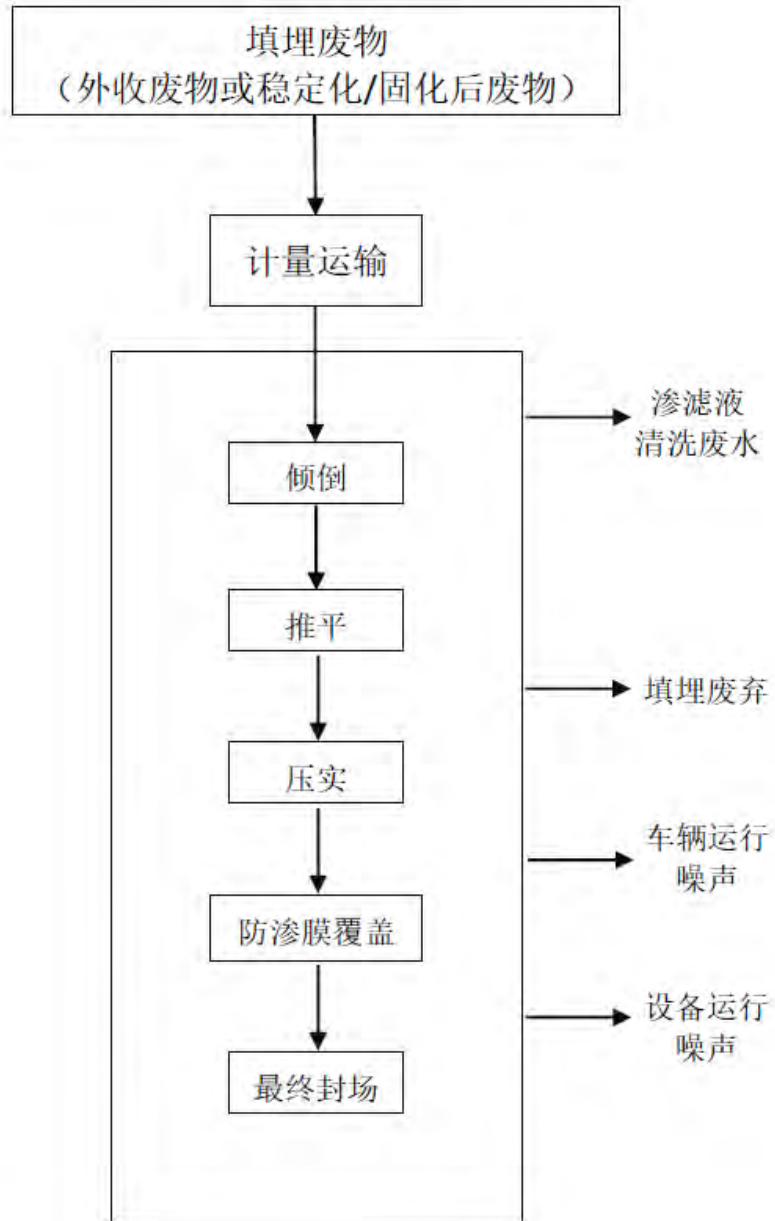 填埋废物
（外收废物或稳定化/固化后废物）
计量运输
倾倒
推平
压实
防渗膜覆盖
最终封场
渗滤液
清洗废水
填埋废弃
车辆运行
噪声
设备运行
噪声